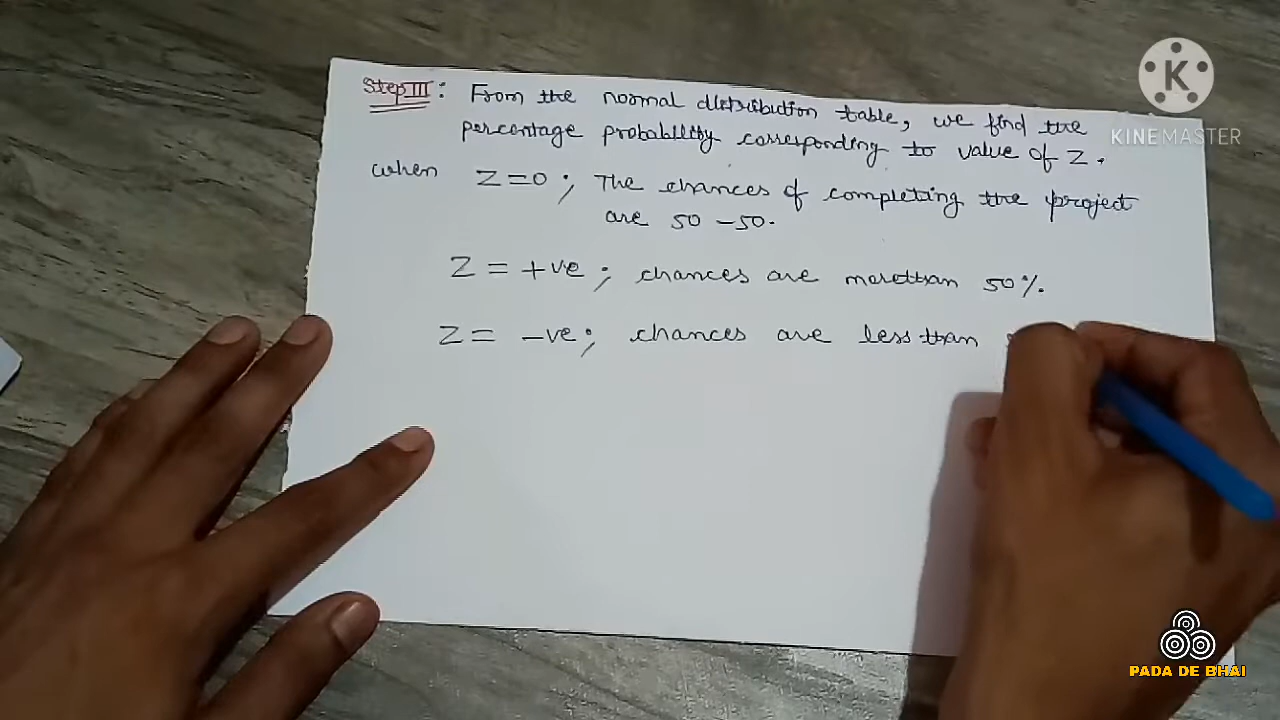 Step III : From the normal distribution table, we find the
percentage probability corresponding to value of Z.
when Z=0 ; The chances of completing the project
are 50-50.
Z = +ve ; chances are more than 50%.
Z = -ve ; chances are less than
K
KINEMASTER
PADA DE BHAI